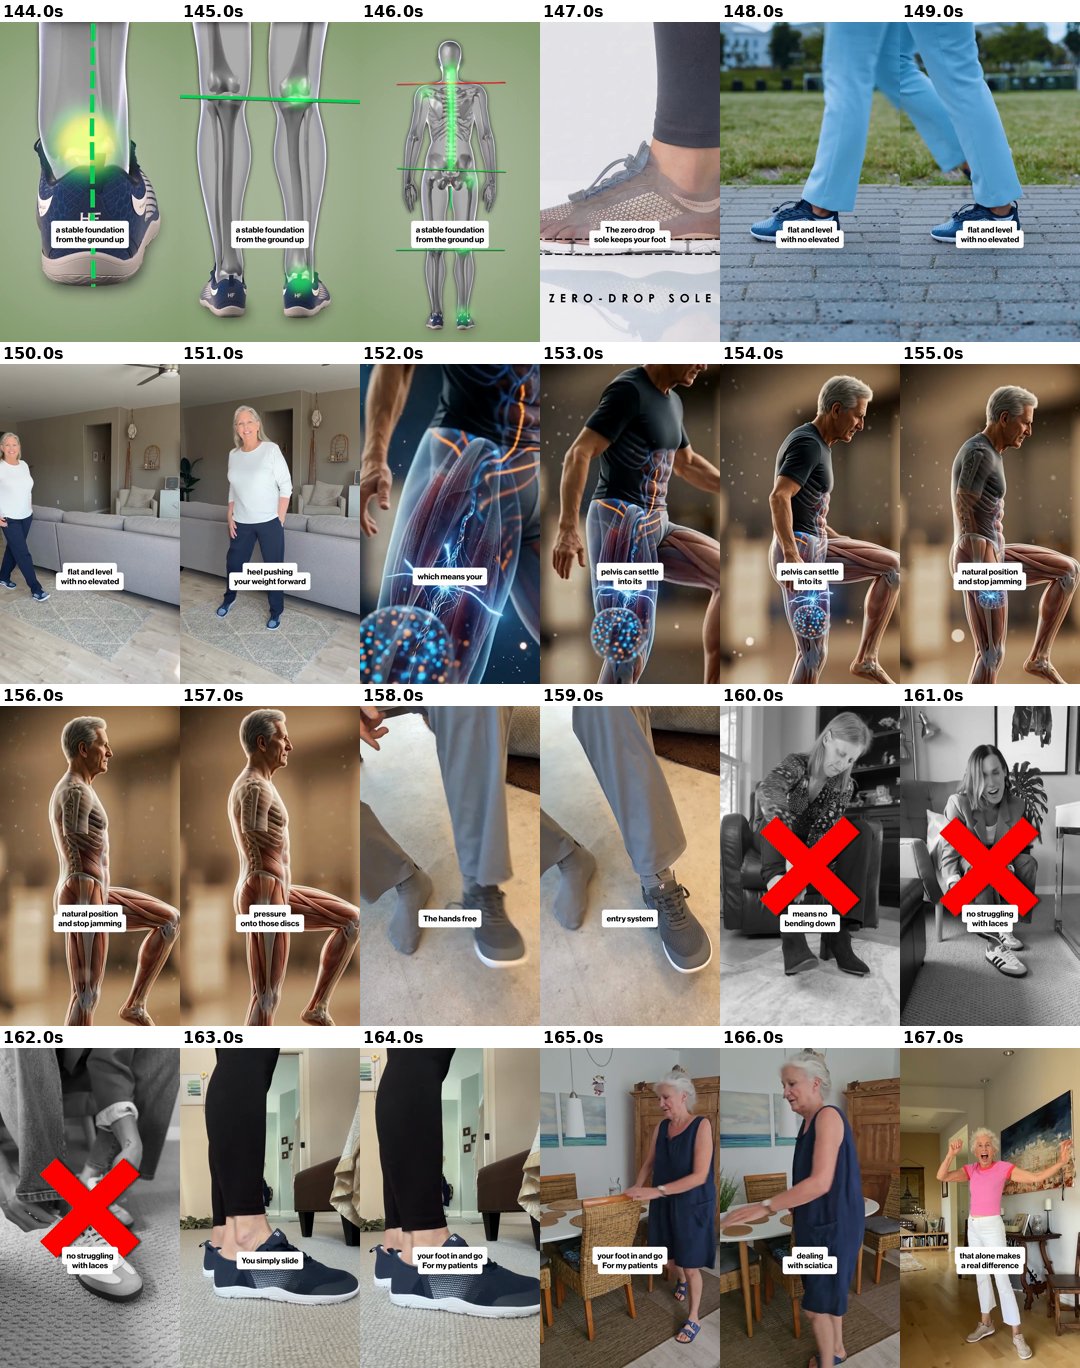 144.0s
145.0s
146.0s
147.0s
148.0s
149.0s
HF
a stable foundation
from the ground up
HF
a stable foundation
from the ground up
a stable foundation
from the ground up
The zero drop
sole keeps your foot
ZERO-DROP SOLE
flat and level
with no elevated
flat and level
with no elevated
150.0s
151.0s
152.0s
153.0s
154.0s
155.0s
flat and level
with no elevated
heel pushing
your weight forward
which means your
pelvis can settle
into its
pelvis can settle
into its
natural position
and stop jamming
156.0s
157.0s
158.0s
159.0s
160.0s
161.0s
natural position
and stop jamming
pressure
onto those discs
The hands free
HF
entry system
means no
bending down
no struggling
with laces
162.0s
163.0s
164.0s
165.0s
166.0s
167.0s
no struggling
with laces
You simply slide
your foot in and go
For my patients
your foot in and go
For my patients
dealing
with sciatica
that alone makes
a real difference